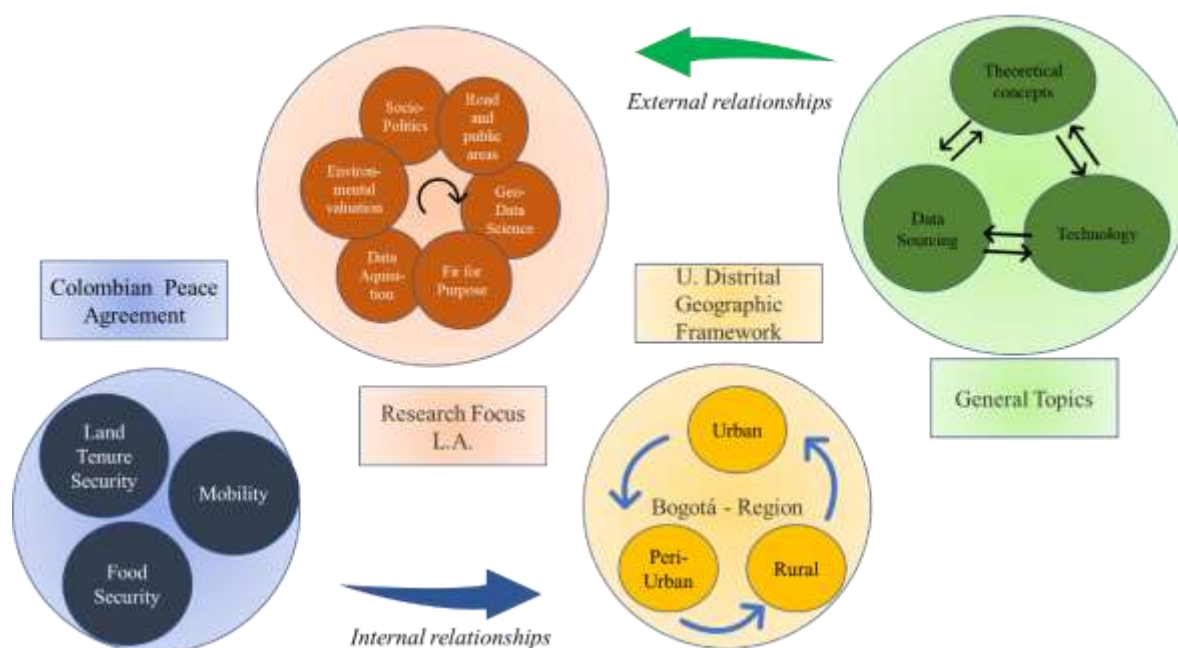 Socio-
Politics
Road
and
public
areas
Environ-
mental
valuation
Geo-
Data
Science
Data
Aquisi-
tion
Fit for
Purpose
External relationships
Theoretical
concepts
Data
Sourcing
Technology
Colombian Peace
Agreement
U. Distrital
Geographic
Framework
Research Focus
L.A.
General Topics
Land
Tenure
Security
Mobility
Food
Security
Urban
Bogotá - Region
Peri-
Urban
Rural
Internal relationships